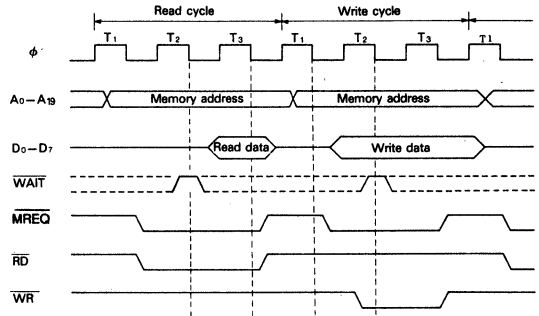 Read cycle Write cycle
T1 T2 T3 T1 T2 T3 T1
ϕ
A0–A19 Memory address Memory address
D0–D7 Read data Write data
WAIT
MREQ
RD
WR